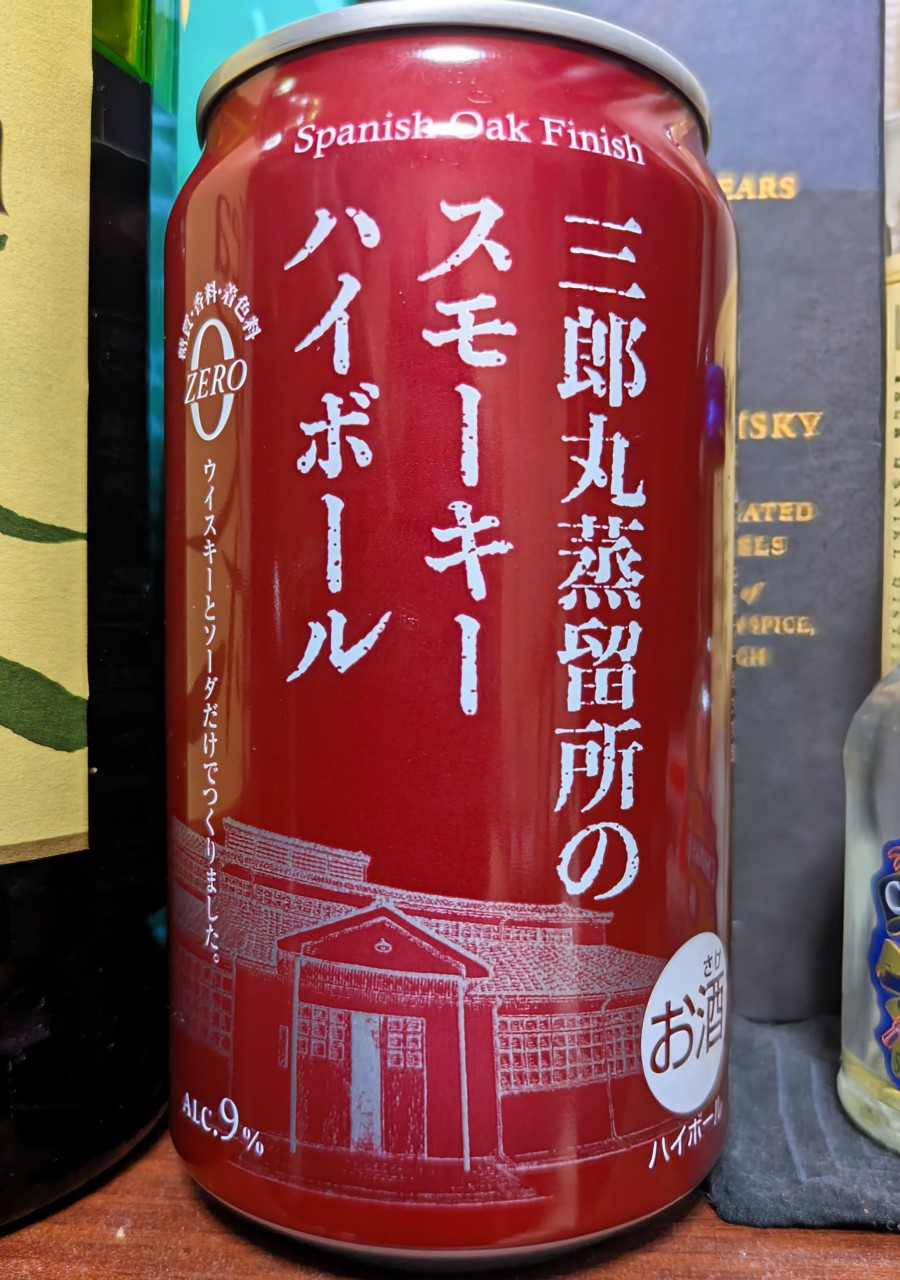 Spanish Oak Finish
三郎丸蒸留所の
スモーキー
ハイボール
糖質・香料・着色料
0
ZERO
ウイスキーとソーダだけでつくりました。
ALC.9%
さけ
お酒
ハイボール